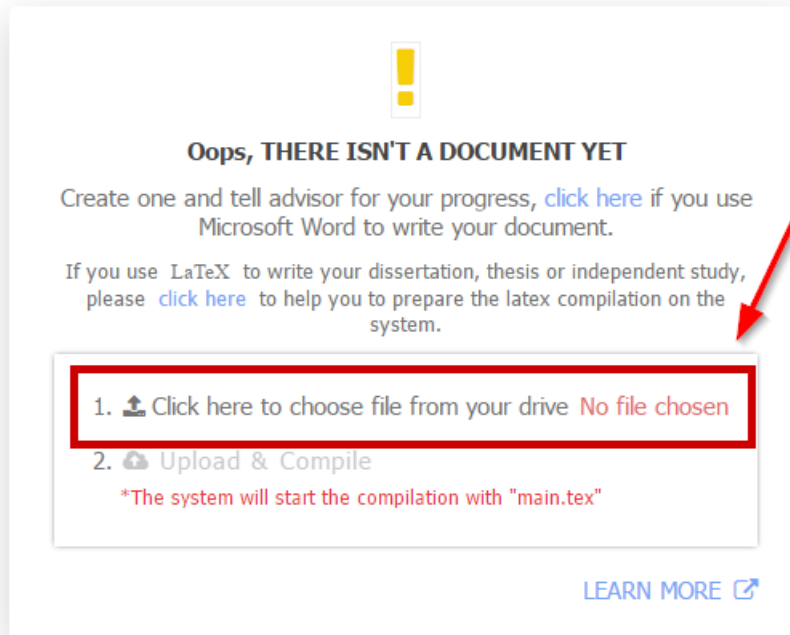 Oops, THERE ISN'T A DOCUMENT YET
Create one and tell advisor for your progress, click here if you use
Microsoft Word to write your document.
If you use LaTeX to write your dissertation, thesis or independent study,
please click here to help you to prepare the latex compilation on the
system.
1. Click here to choose file from your drive No file chosen
2. Upload & Compile
*The system will start the compilation with "main.tex"
LEARN MORE